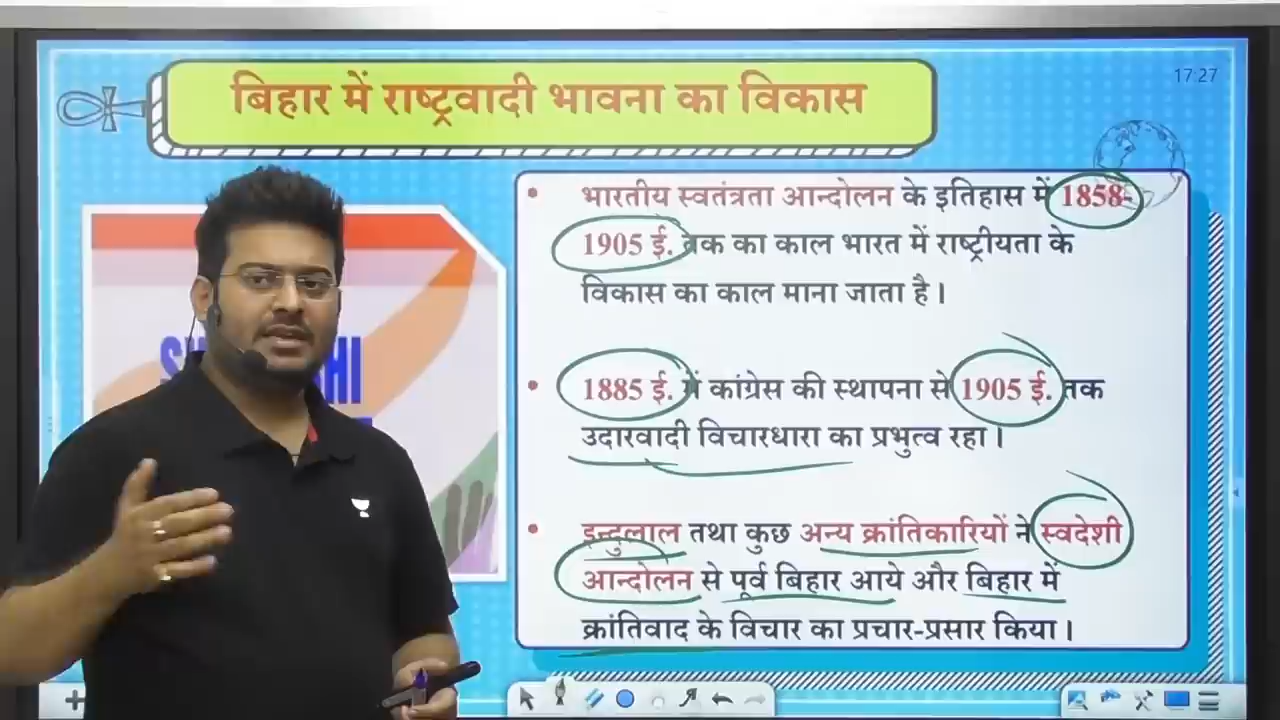 बिहार में राष्ट्रवादी भावना का विकास
17:27
भारतीय स्वतंत्रता आन्दोलन के इतिहास में 1858-
1905 ई. तक का काल भारत में राष्ट्रीयता के
विकास का काल माना जाता है।
1885 ई. में कांग्रेस की स्थापना से 1905 ई. तक
उदारवादी विचारधारा का प्रभुत्व रहा।
इन्दुलाल तथा कुछ अन्य क्रांतिकारियों ने स्वदेशी
आन्दोलन से पूर्व बिहार आये और बिहार में
क्रांतिवाद के विचार का प्रचार-प्रसार किया।